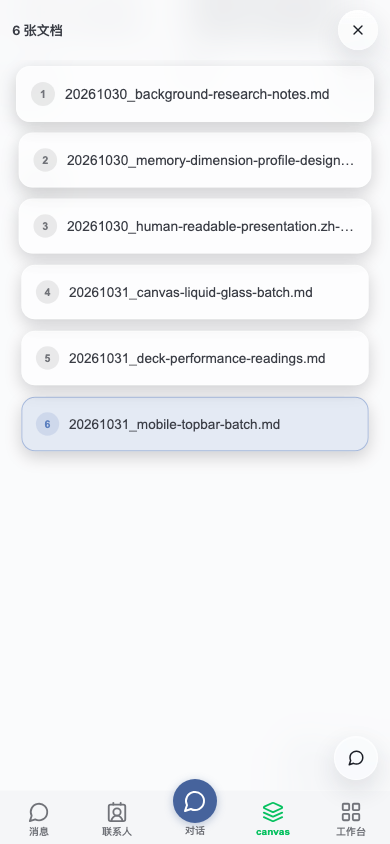 6 张文档
1 20261030_background-research-notes.md
2 20261030_memory-dimension-profile-design...
3 20261030_human-readable-presentation.zh-...
4 20261031_canvas-liquid-glass-batch.md
5 20261031_deck-performance-readings.md
6 20261031_mobile-topbar-batch.md
消息 联系人 对话 canvas 工作台